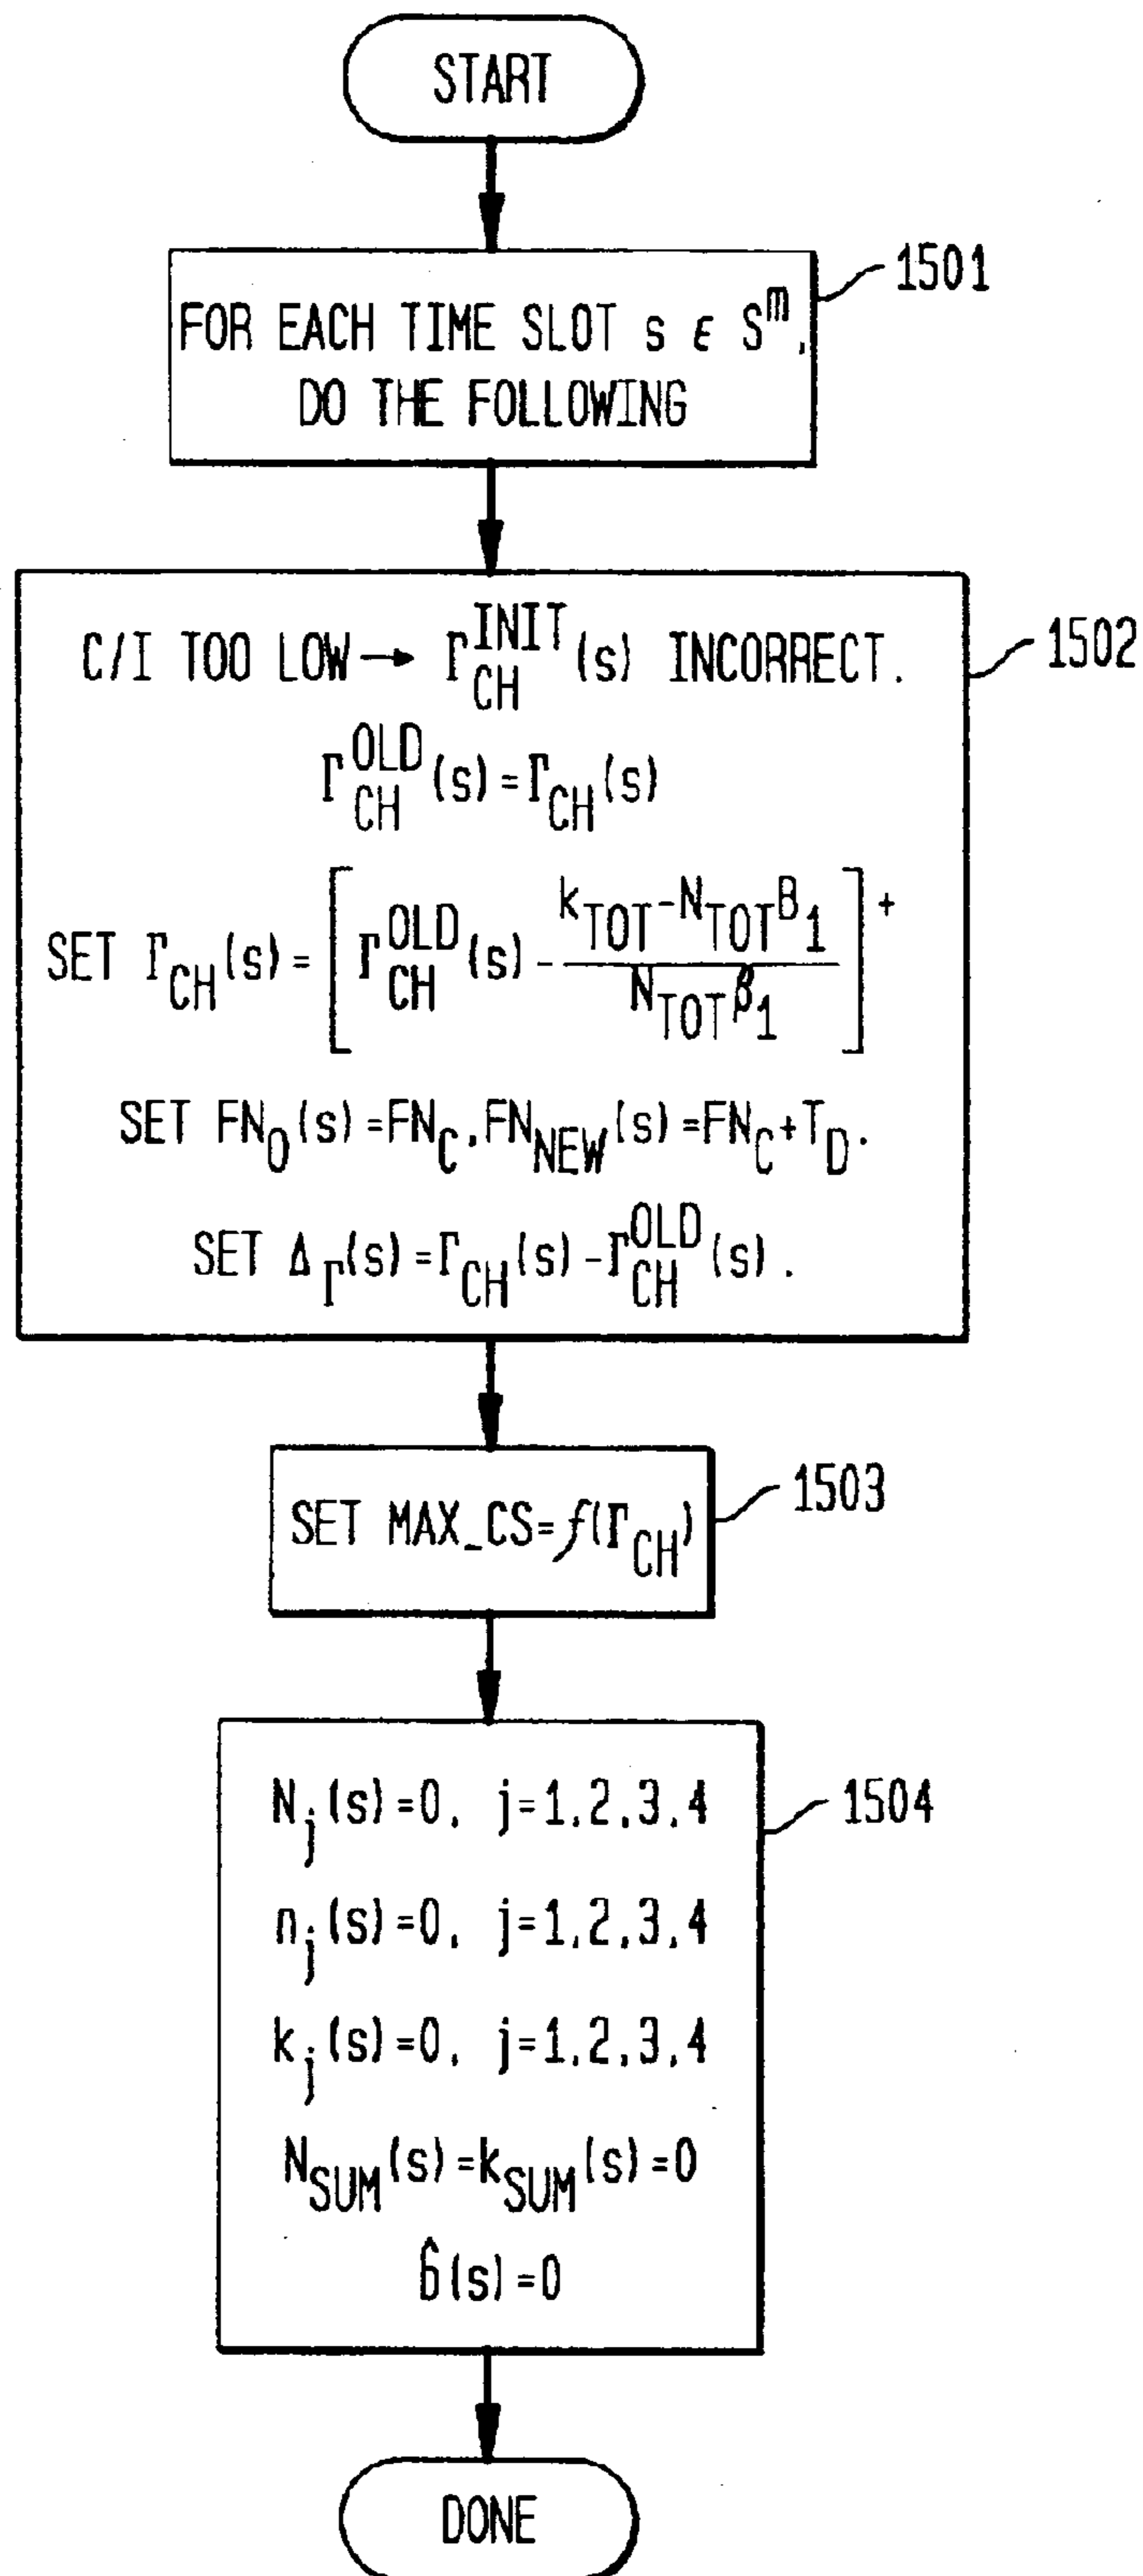 START
1501
FOR EACH TIME SLOT s ε S^m,
DO THE FOLLOWING
1502
C/I TOO LOW → Γ_CH^INIT(s) INCORRECT.
Γ_CH^OLD(s)=Γ_CH(s)
SET Γ_CH(s)=[Γ_CH^OLD(s)-(k_TOT-N_TOT B_1)/(N_TOT β_1)]^+
SET FN_0(s)=FN_C, FN_NEW(s)=FN_C+T_D.
SET Δ_Γ(s)=Γ_CH(s)-Γ_CH^OLD(s).
1503
SET MAX_CS=f(Γ_CH)
1504
N_j(s)=0, j=1,2,3,4
n_j(s)=0, j=1,2,3,4
k_j(s)=0, j=1,2,3,4
N_SUM(s)=k_SUM(s)=0
b̂(s)=0
DONE